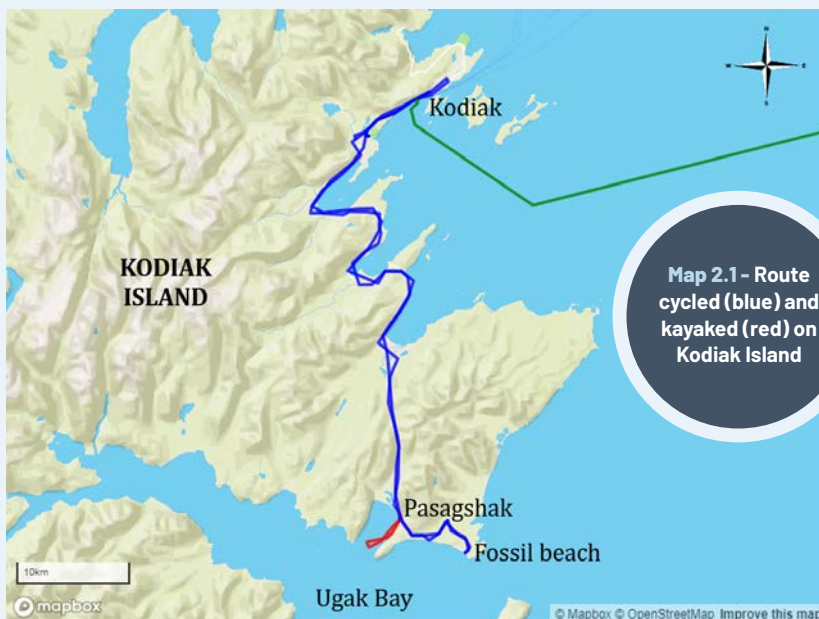 N
W E
S
Kodiak
KODIAK
ISLAND
Map 2.1 - Route
cycled (blue) and
kayaked (red) on
Kodiak Island
Pasagshak
Fossil beach
10km
Ugak Bay
mapbox
© Mapbox © OpenStreetMap Improve this map